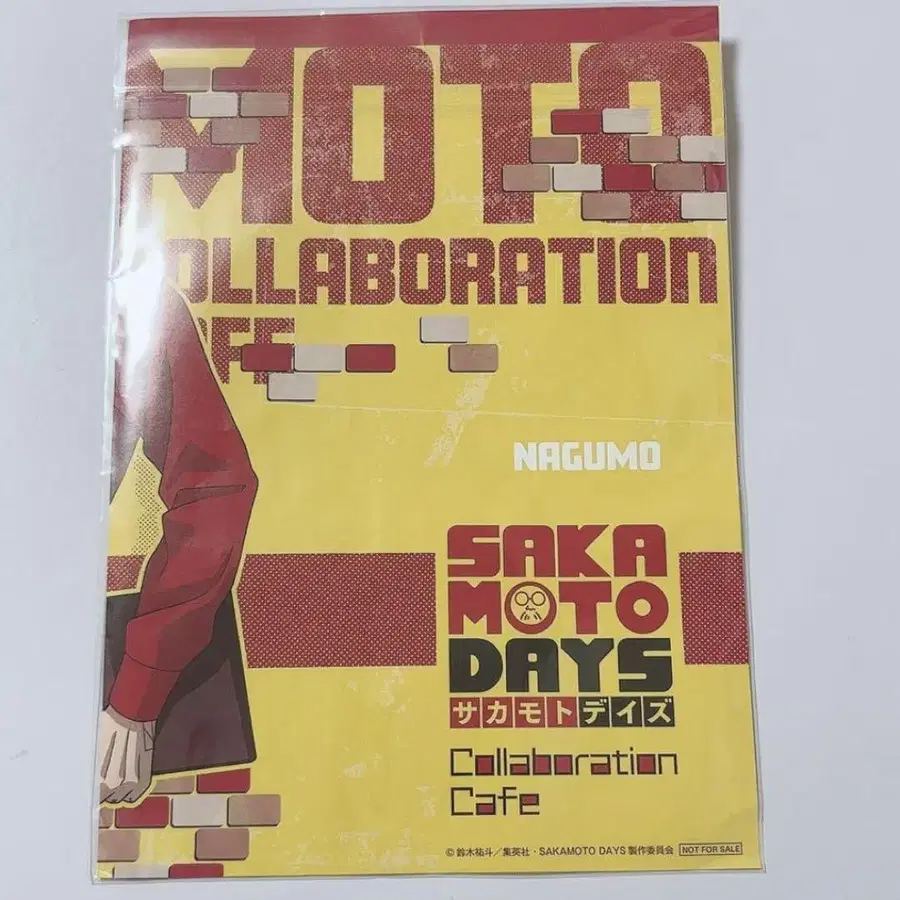 MOTO
COLLABORATION
NAGUMO
SAKA
MOTO
DAYS
サカモトデイズ
Collaboration
Cafe
© 鈴木祐斗／集英社・SAKAMOTO DAYS 製作委員会 NOT FOR SALE